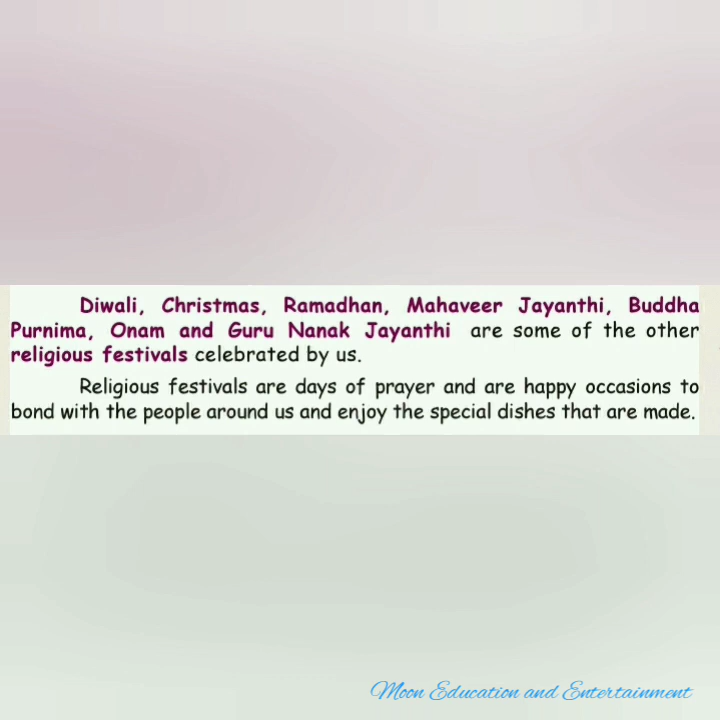 Diwali, Christmas, Ramadhan, Mahaveer Jayanthi, Buddha
Purnima, Onam and Guru Nanak Jayanthi are some of the other
religious festivals celebrated by us.
Religious festivals are days of prayer and are happy occasions to
bond with the people around us and enjoy the special dishes that are made.
Moon Education and Entertainment